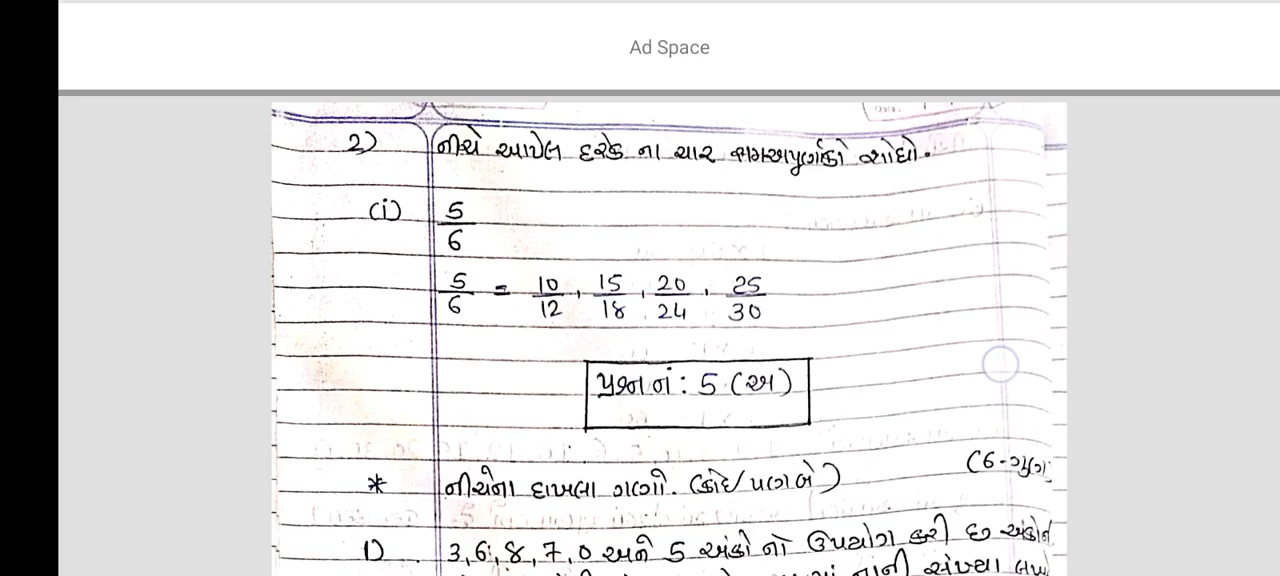 Ad Space
2) નીચે આપેલ દરેક ના ચાર સમઅપૂર્ણાંકો શોધો.
(i) 5/6
5/6 = 10/12, 15/18, 20/24, 25/30
પ્રશ્ન નં : 5 (અ)
(6-ગુણ
* નીચેના દાખલા ગણો. (કોઈ પણ બે)
1) 3, 6, 8, 7, 0 અને 5 અંકો નો ઉપયોગ કરી છ અંકોની
નાની સંખ્યા